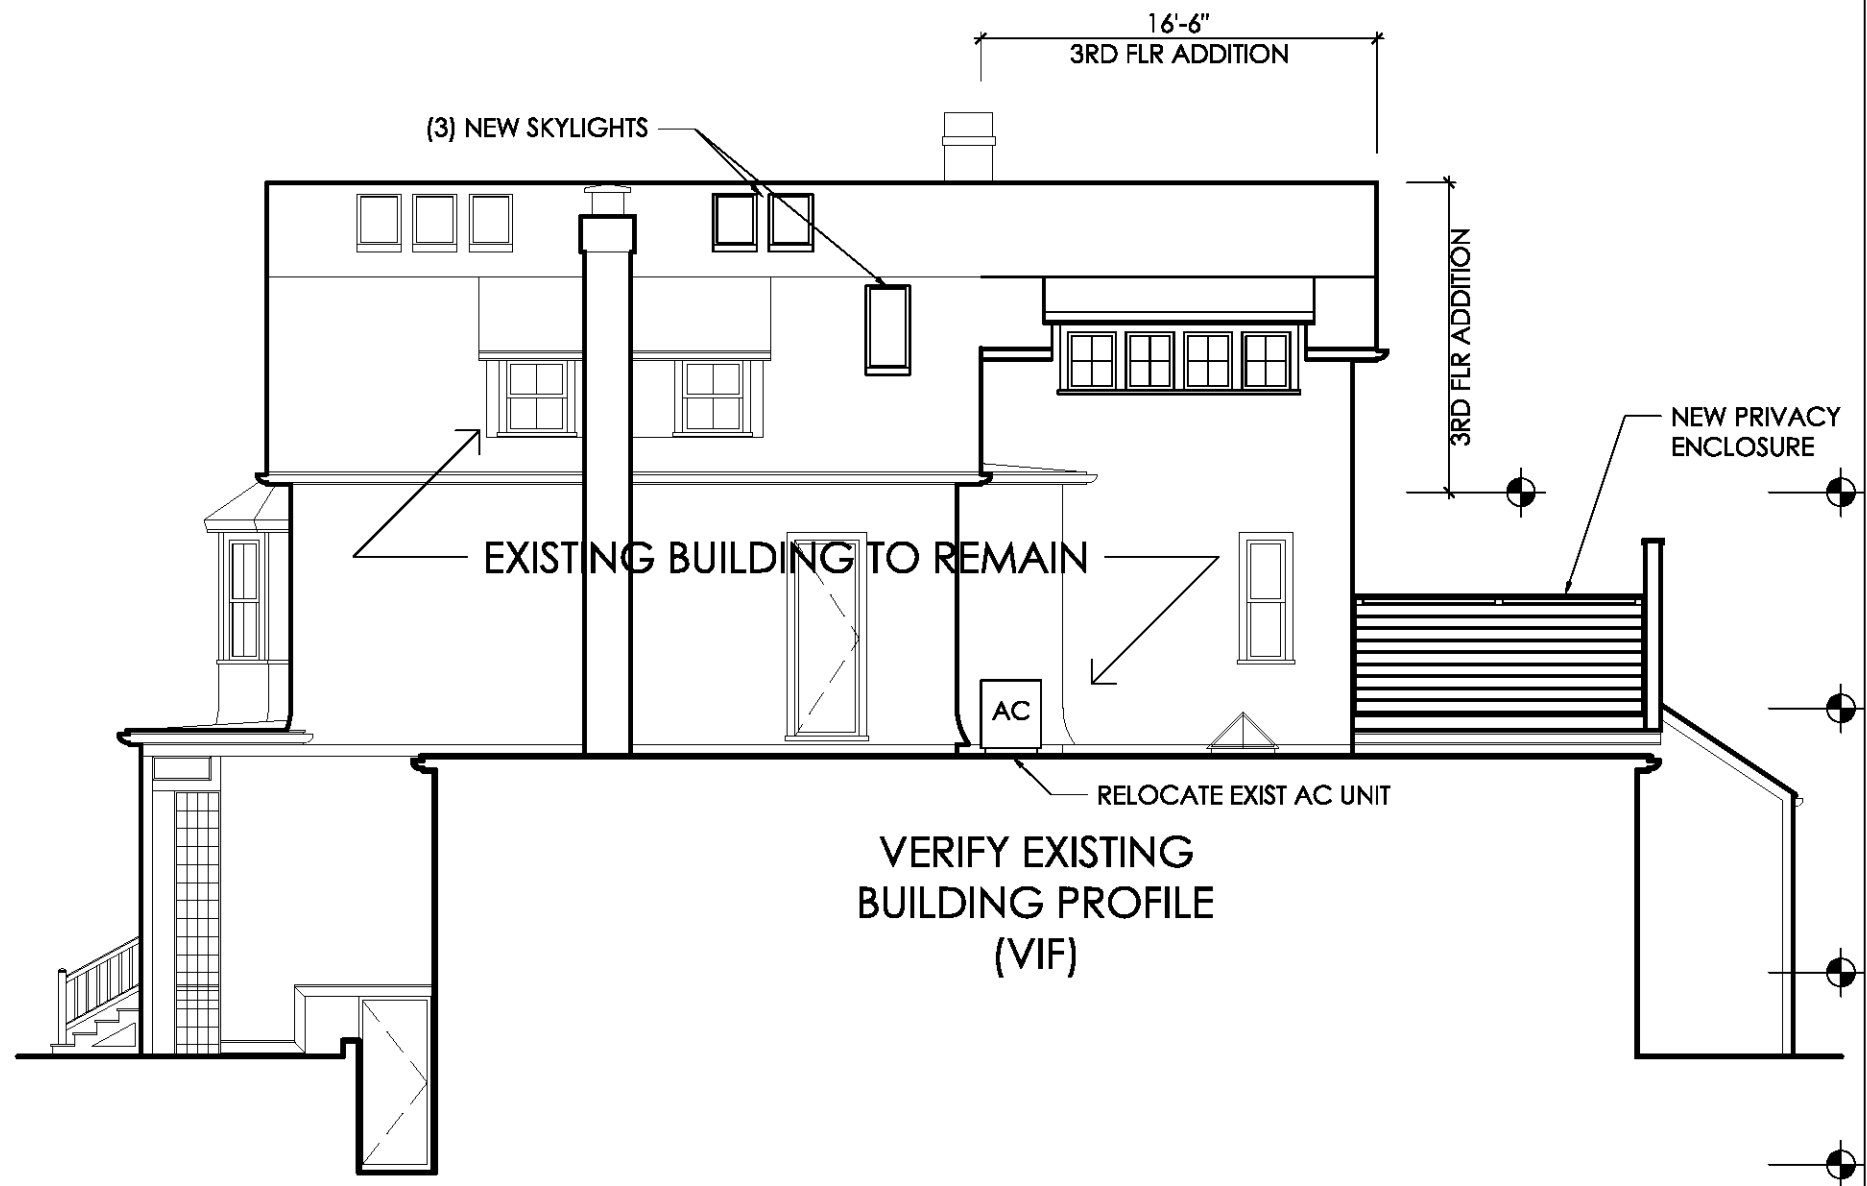 16'-6"
3RD FLR ADDITION
(3) NEW SKYLIGHTS
3RD FLR ADDITION
NEW PRIVACY
ENCLOSURE
EXISTING BUILDING TO REMAIN
AC
RELOCATE EXIST AC UNIT
VERIFY EXISTING
BUILDING PROFILE
(VIF)